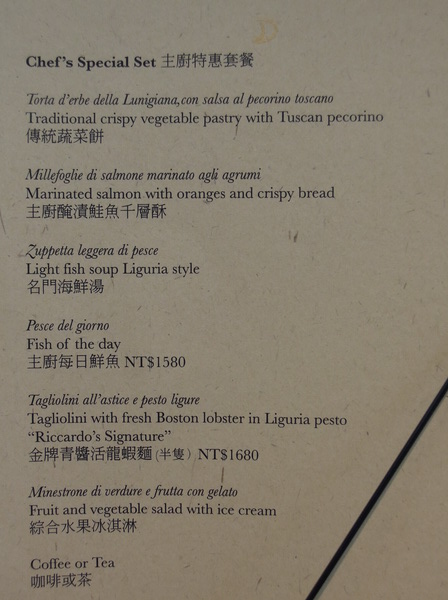 Chef's Special Set 主廚特惠套餐
Torta d'erbe della Lunigiana,con salsa al pecorino toscano
Traditional crispy vegetable pastry with Tuscan pecorino
傳統蔬菜餅
Millefoglie di salmone marinato agli agrumi
Marinated salmon with oranges and crispy bread
主廚醃漬鮭魚千層酥
Zuppetta leggera di pesce
Light fish soup Liguria style
名門海鮮湯
Pesce del giorno
Fish of the day
主廚每日鮮魚 NT$1580
Tagliolini all'astice e pesto ligure
Tagliolini with fresh Boston lobster in Liguria pesto
“Riccardo's Signature”
金牌青醬活龍蝦麵(半隻) NT$1680
Minestrone di verdure e frutta con gelato
Fruit and vegetable salad with ice cream
綜合水果冰淇淋
Coffee or Tea
咖啡或茶